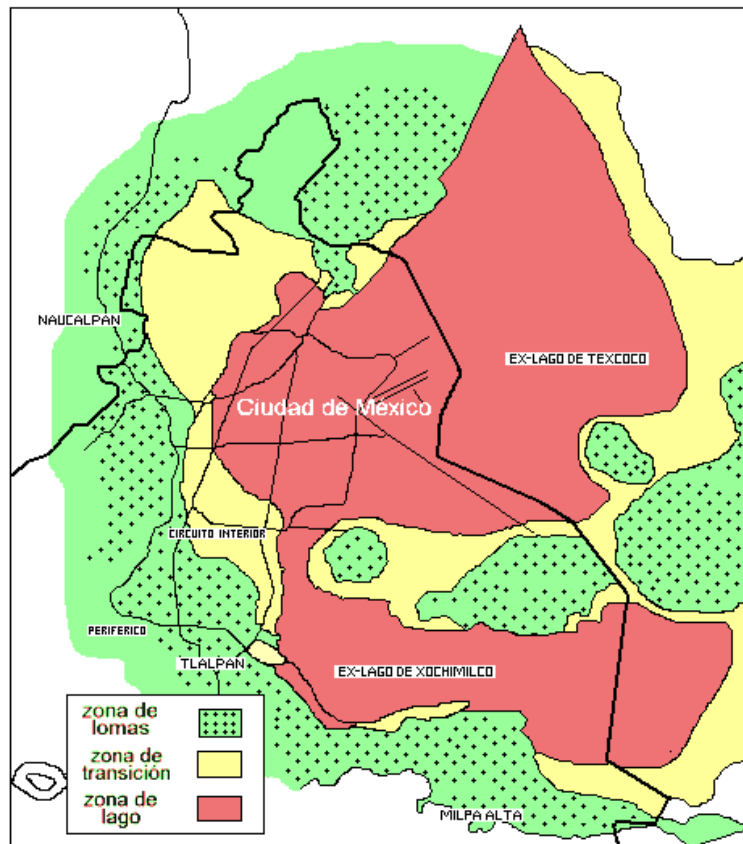 NAUCALPAN
EX-LAGO DE TEXCOCO
Ciudad de México
CIRCUITO INTERIOR
PERIFERICO
TLALPAN
EX-LAGO DE XOCHIMILCO
zona de
lomas
zona de
transición
zona de
lago
MILPA ALTA